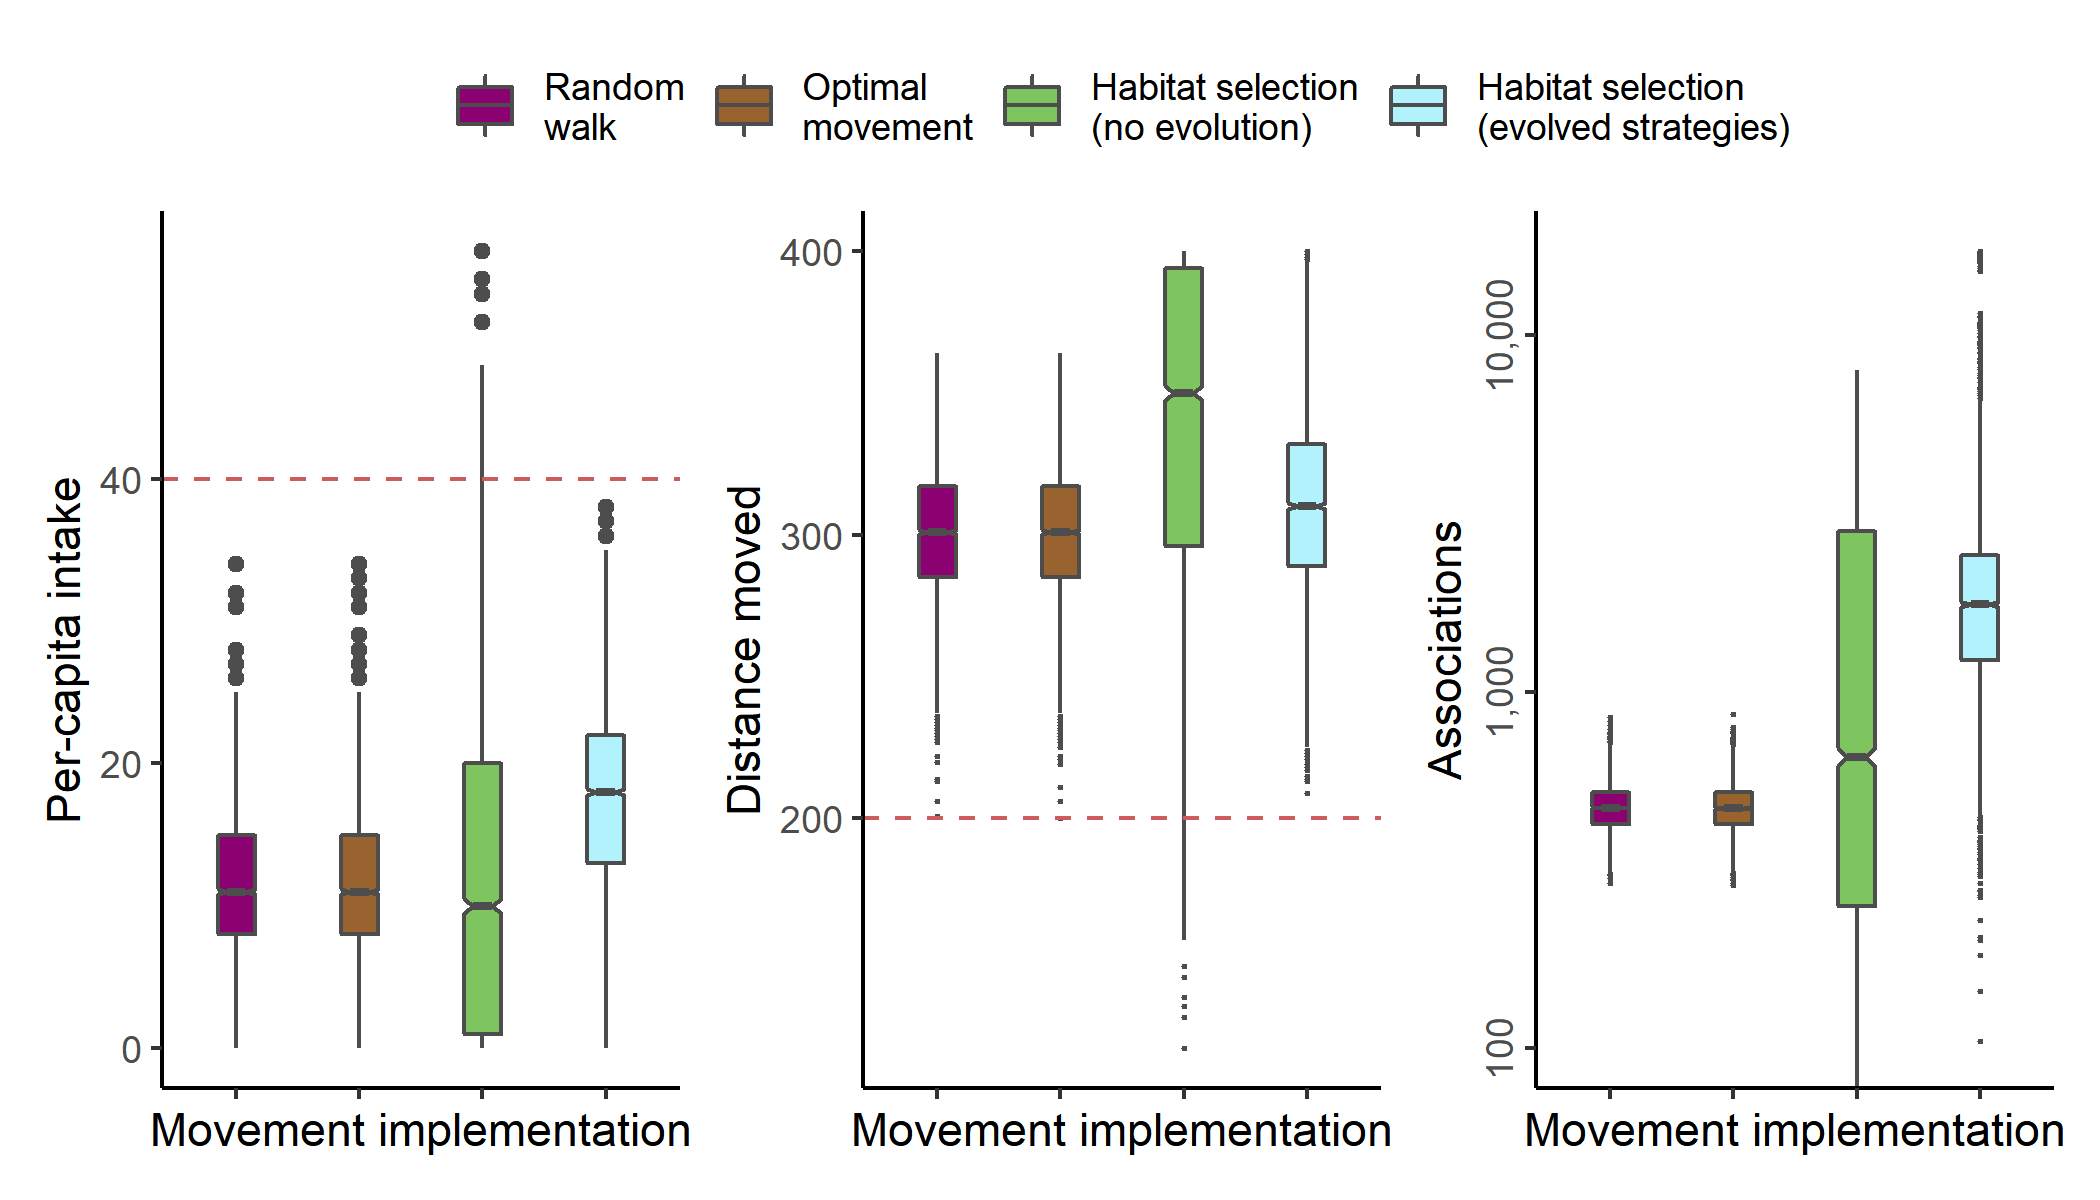 Random
walk
Optimal
movement
Habitat selection
(no evolution)
Habitat selection
(evolved strategies)
Per-capita intake
40
20
0
Movement implementation
Distance moved
400
300
200
Movement implementation
Associations
10,000
1,000
100
Movement implementation